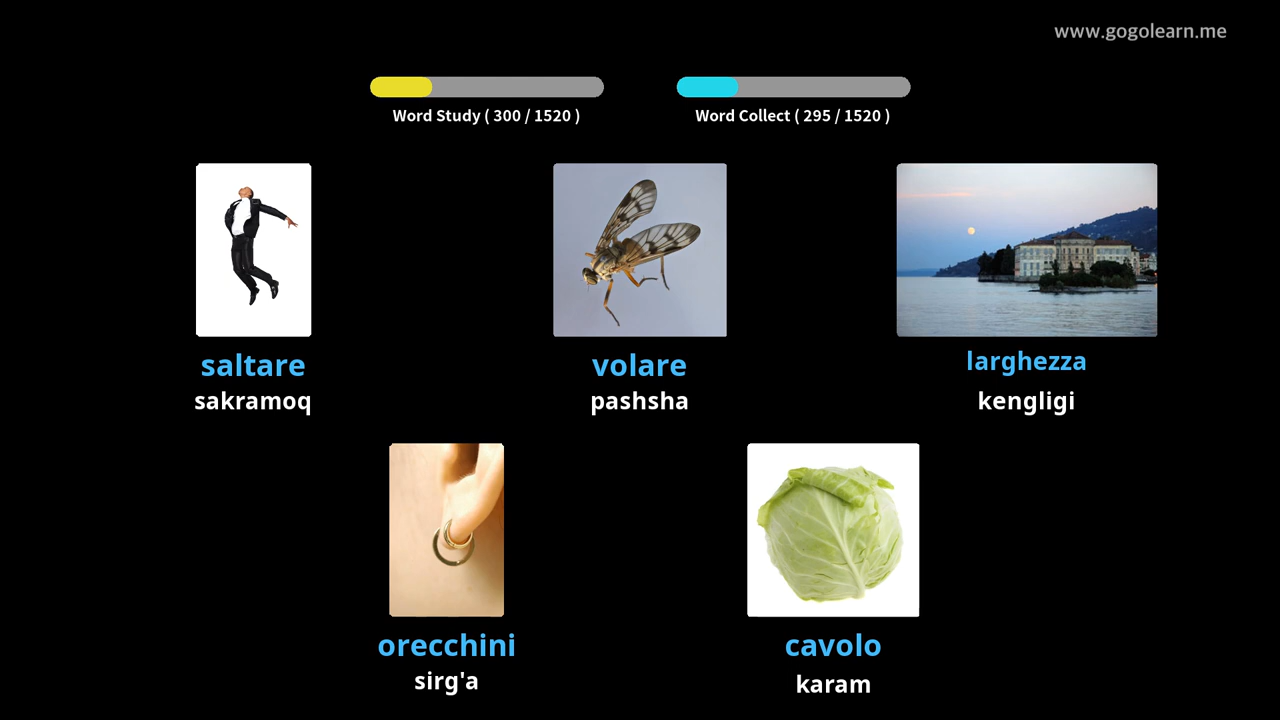 www.gogolearn.me
Word Study ( 300 / 1520 )
Word Collect ( 295 / 1520 )
saltare
sakramoq
volare
pashsha
larghezza
kengligi
orecchini
sirg'a
cavolo
karam